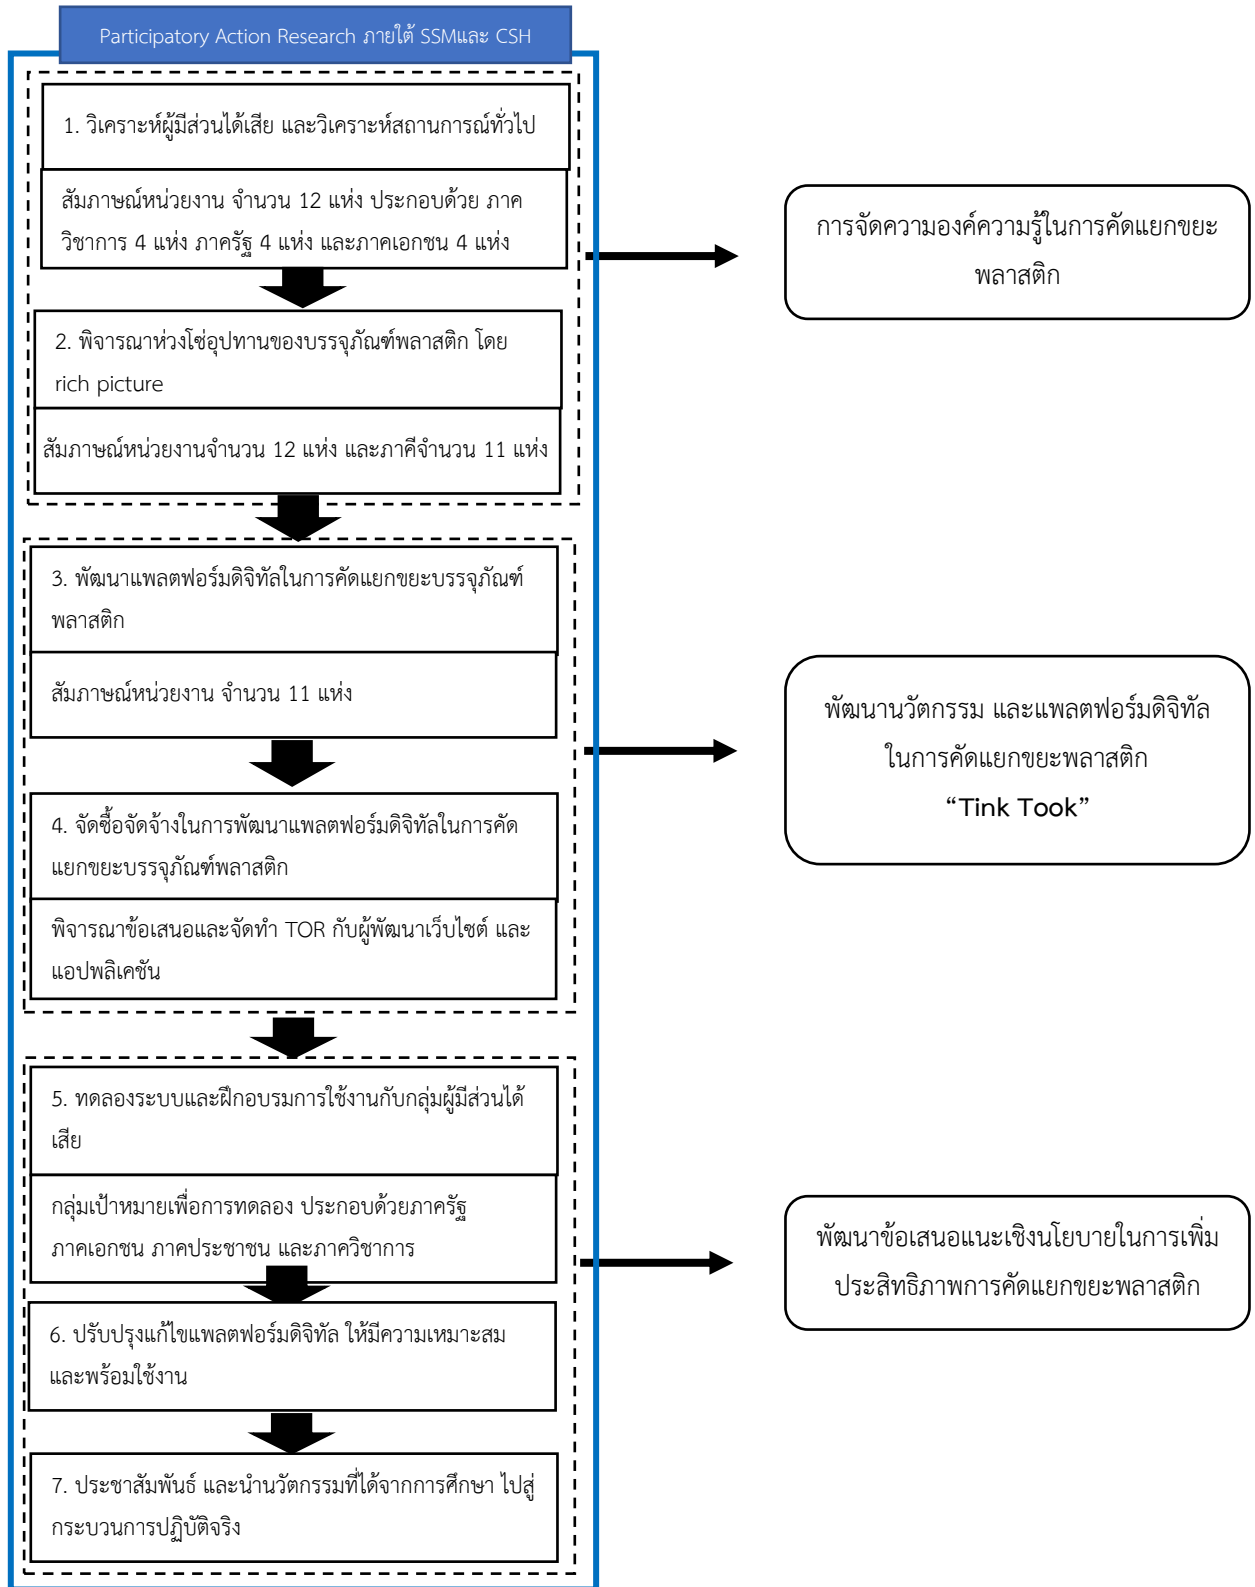 Participatory Action Research ภายใต้ SSMและ CSH
1. วิเคราะห์ผู้มีส่วนได้เสีย และวิเคราะห์สถานการณ์ทั่วไป
สัมภาษณ์หน่วยงาน จำนวน 12 แห่ง ประกอบด้วย ภาค
วิชาการ 4 แห่ง ภาครัฐ 4 แห่ง และภาคเอกชน 4 แห่ง
2. พิจารณาห่วงโซ่อุปทานของบรรจุภัณฑ์พลาสติก โดย
rich picture
สัมภาษณ์หน่วยงานจำนวน 12 แห่ง และภาคีจำนวน 11 แห่ง
การจัดความองค์ความรู้ในการคัดแยกขยะ
พลาสติก
3. พัฒนาแพลตฟอร์มดิจิทัลในการคัดแยกขยะบรรจุภัณฑ์
พลาสติก
สัมภาษณ์หน่วยงาน จำนวน 11 แห่ง
4. จัดซื้อจัดจ้างในการพัฒนาแพลตฟอร์มดิจิทัลในการคัด
แยกขยะบรรจุภัณฑ์พลาสติก
พิจารณาข้อเสนอและจัดทำ TOR กับผู้พัฒนาเว็บไซต์ และ
แอปพลิเคชัน
พัฒนานวัตกรรม และแพลตฟอร์มดิจิทัล
ในการคัดแยกขยะพลาสติก
“Tink Took”
5. ทดลองระบบและฝึกอบรมการใช้งานกับกลุ่มผู้มีส่วนได้
เสีย
กลุ่มเป้าหมายเพื่อการทดลอง ประกอบด้วยภาครัฐ
ภาคเอกชน ภาคประชาชน และภาควิชาการ
6. ปรับปรุงแก้ไขแพลตฟอร์มดิจิทัล ให้มีความเหมาะสม
และพร้อมใช้งาน
7. ประชาสัมพันธ์ และนำนวัตกรรมที่ได้จากการศึกษา ไปสู่
กระบวนการปฏิบัติจริง
พัฒนาข้อเสนอแนะเชิงนโยบายในการเพิ่ม
ประสิทธิภาพการคัดแยกขยะพลาสติก